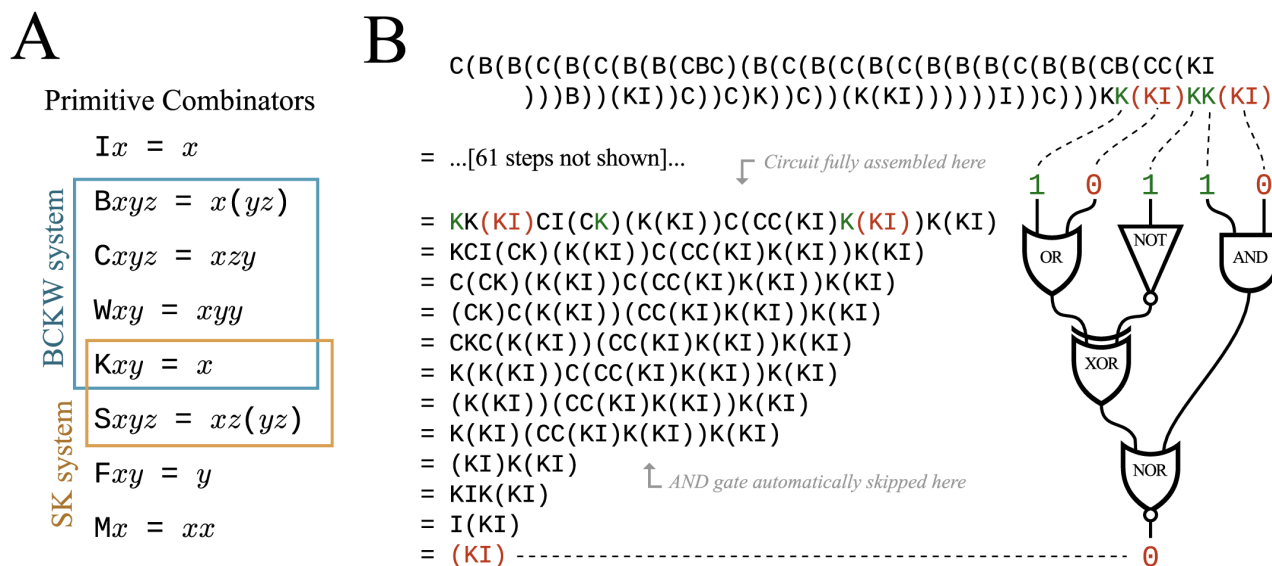 A
Primitive Combinators
Ix = x
Bxyz = x(yz)
Cxyz = xzy
Wxy = xyy
Kxy = x
Sxyz = xz(yz)
Fxy = y
Mx = xx
BCKW system
SK system
B
C(B(B(C(B(C(B(B(CBC)(B(C(B(C(B(C(B(B(B(C(B(B(CB(CC(KI
)))B))(KI))C))C)K))C))(K(KI))))))I))C)))KK(KI)KK(KI)
= ...[61 steps not shown]...
Circuit fully assembled here
= KK(KI)CI(CK)(K(KI))C(CC(KI)K(KI))K(KI)
= KCI(CK)(K(KI))C(CC(KI)K(KI))K(KI)
= C(CK)(K(KI))C(CC(KI)K(KI))K(KI)
= (CK)C(K(KI))(CC(KI)K(KI))K(KI)
= CKC(K(KI))(CC(KI)K(KI))K(KI)
= K(K(KI))C(CC(KI)K(KI))K(KI)
= (K(KI))(CC(KI)K(KI))K(KI)
= K(KI)(CC(KI)K(KI))K(KI)
= (KI)K(KI)
AND gate automatically skipped here
= KIK(KI)
= I(KI)
= (KI)
1 0 1 1 0
OR
NOT
AND
XOR
NOR
0